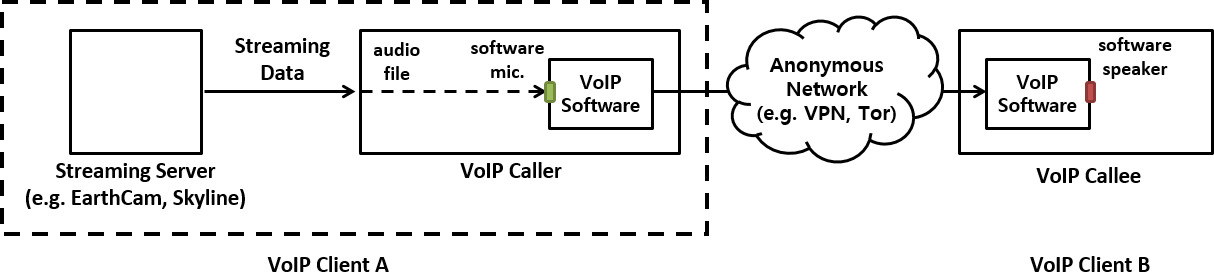 Streaming
Data
audio
file
software
mic.
VoIP
Software
Anonymous
Network
(e.g. VPN, Tor)
software
speaker
VoIP
Software
Streaming Server
(e.g. EarthCam, Skyline)
VoIP Caller
VoIP Callee
VoIP Client A
VoIP Client B